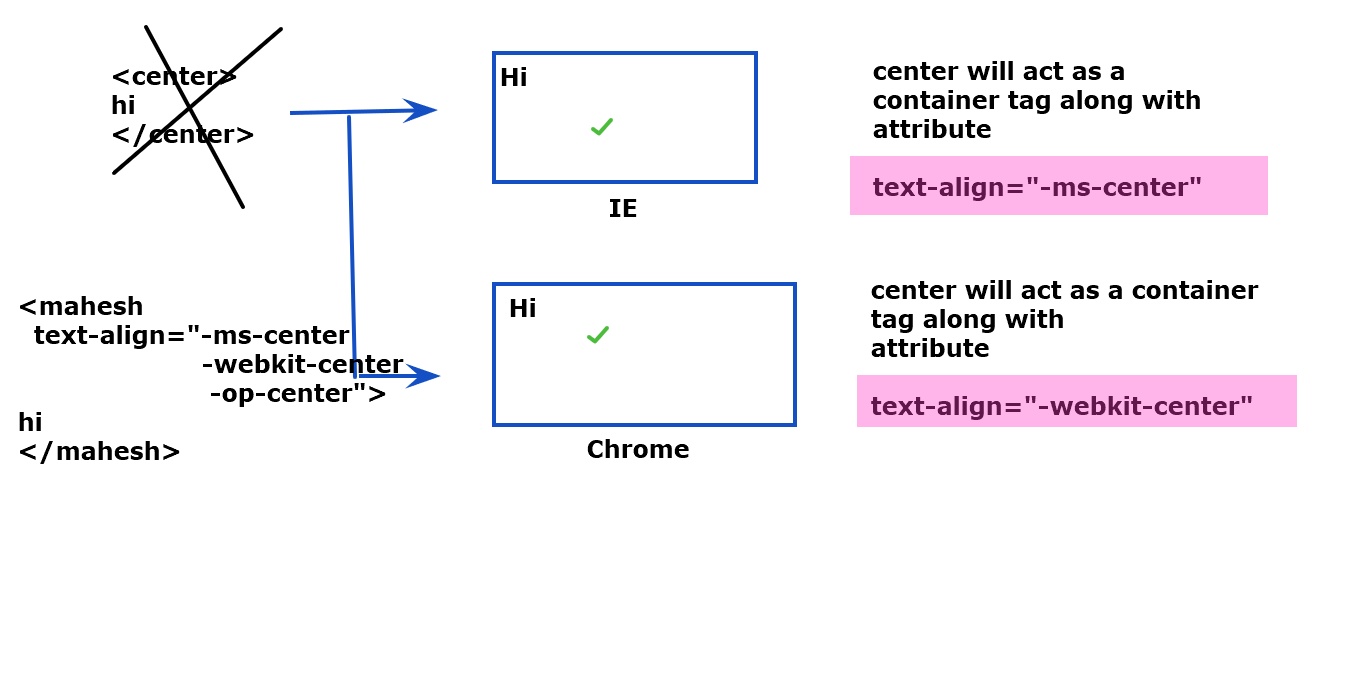 <center>
hi
</center>
Hi
IE
center will act as a
container tag along with
attribute
text-align="-ms-center"
<mahesh
text-align="-ms-center
-webkit-center
-op-center">
hi
</mahesh>
Hi
Chrome
center will act as a container
tag along with
attribute
text-align="-webkit-center"